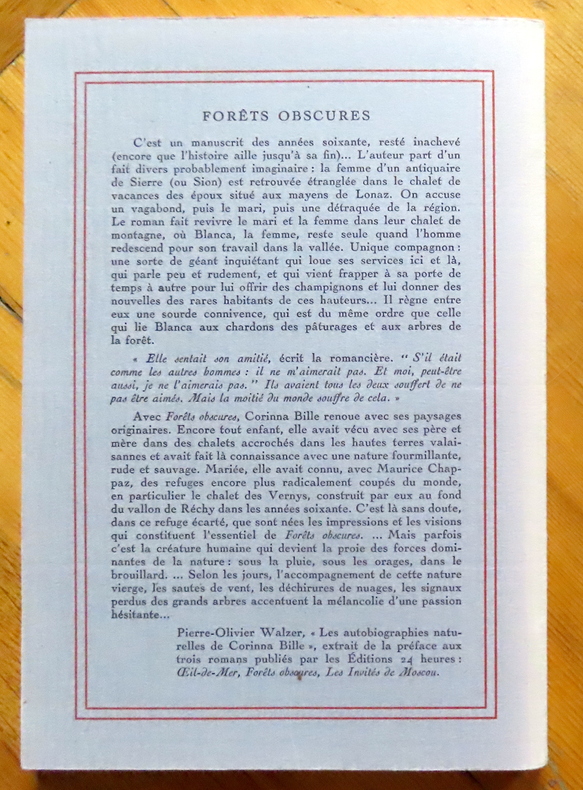 FORÊTS OBSCURES
C'est un manuscrit des années soixante, resté inachevé
(encore que l'histoire aille jusqu'à sa fin)... L'auteur part d'un
fait divers probablement imaginaire : la femme d'un antiquaire
de Sierre (ou Sion) est retrouvée étranglée dans le chalet de
vacances des époux situé aux mayens de Lonaz. On accuse
un vagabond, puis le mari, puis une détraquée de la région.
Le roman fait revivre le mari et la femme dans leur chalet de
montagne, où Blanca, la femme, reste seule quand l'homme
redescend pour son travail dans la vallée. Unique compagnon :
une sorte de géant inquiétant qui loue ses services ici et là,
qui parle peu et rudement, et qui vient frapper à sa porte de
temps à autre pour lui offrir des champignons et lui donner des
nouvelles des rares habitants de ces hauteurs... Il règne entre
eux une sourde connivence, qui est du même ordre que celle
qui lie Blanca aux chardons des pâturages et aux arbres de
la forêt.
« Elle sentait son amitié, écrit la romancière. " S'il était
comme les autres hommes : il ne m'aimerait pas. Et moi, peut-être
aussi, je ne l'aimerais pas. " Ils avaient tous les deux souffert de ne
pas être aimés. Mais la moitié du monde souffre de cela. »
Avec Forêts obscures, Corinna Bille renoue avec ses paysages
originaires. Encore tout enfant, elle avait vécu avec ses père et
mère dans des chalets accrochés dans les hautes terres valai-
sannes et avait fait là connaissance avec une nature fourmillante,
rude et sauvage. Mariée, elle avait connu, avec Maurice Chap-
paz, des refuges encore plus radicalement coupés du monde,
en particulier le chalet des Vernys, construit par eux au fond
du vallon de Réchy dans les années soixante. C'est là sans doute,
dans ce refuge écarté, que sont nées les impressions et les visions
qui constituent l'essentiel de Forêts obscures. ... Mais parfois
c'est la créature humaine qui devient la proie des forces domi-
nantes de la nature : sous la pluie, sous les orages, dans le
brouillard. ... Selon les jours, l'accompagnement de cette nature
vierge, les sautes de vent, les déchirures de nuages, les signaux
perdus des grands arbres accentuent la mélancolie d'une passion
hésitante...
Pierre-Olivier Walzer, « Les autobiographies natu-
relles de Corinna Bille », extrait de la préface aux
trois romans publiés par les Éditions 24 heures :
Œil-de-Mer, Forêts obscures, Les Invités de Moscou.